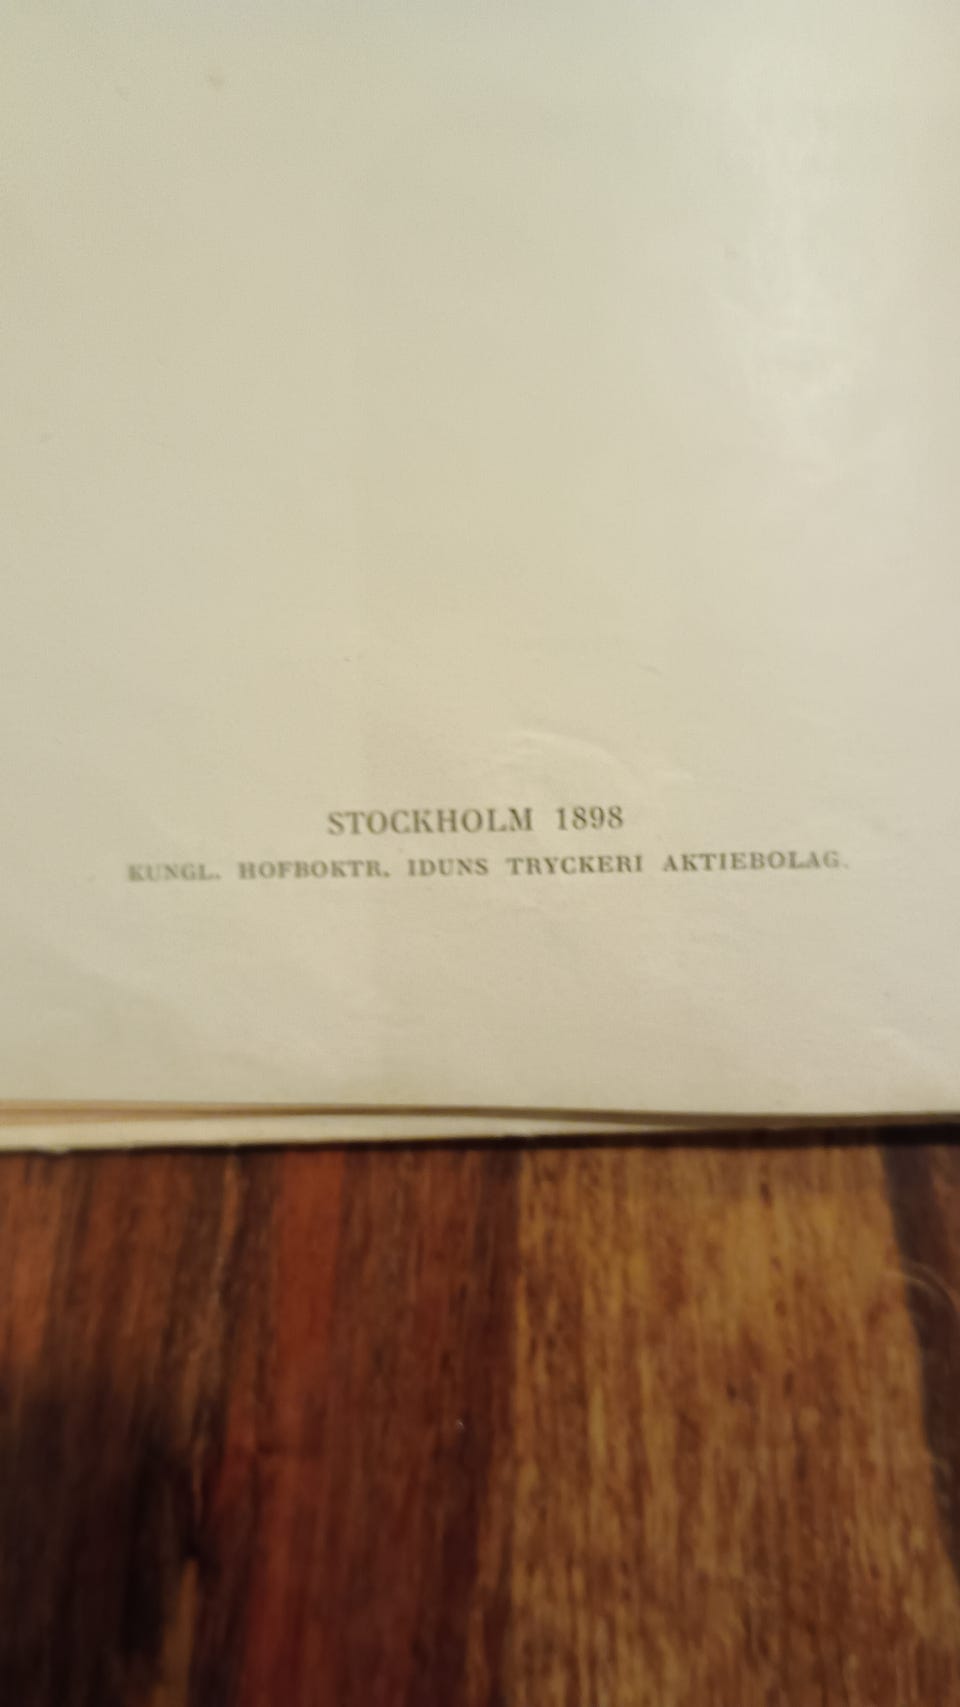 STOCKHOLM 1898
KUNGL. HOFBOKTR. IDUNS TRYCKERI AKTIEBOLAG.